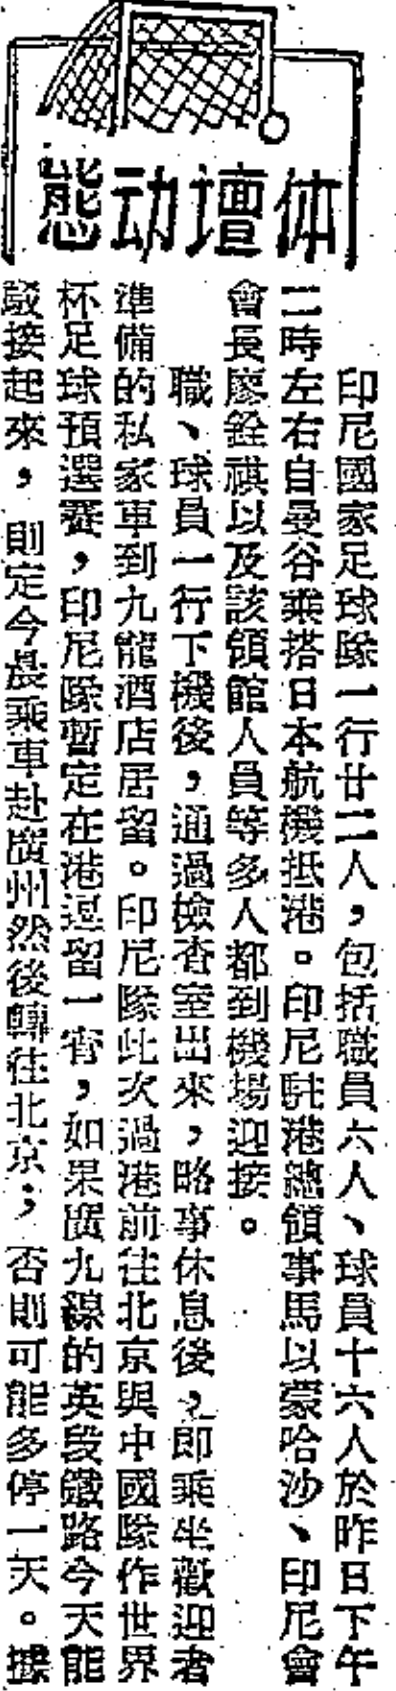 体壇动態
印尼國家足球隊一行廿二人，包括職員六人、球員十六人於昨日下午
二時左右自曼谷乘搭日本航機抵港。印尼駐港總領事馬以蒙哈沙、印尼會
會長廖銓祺以及該領館人員等多人都到機場迎接。
職、球員一行下機後，通過檢查室出來，略事休息後，即乘坐歡迎者
準備的私家車到九龍酒店居留。印尼隊此次過港前往北京與中國隊作世界
杯足球預選賽，印尼隊暫定在港逗留一宵，如果廣九線的英段鐵路今天能
駁接起來，則定今晨乘車赴廣州然後轉往北京，否則可能多停一天。據